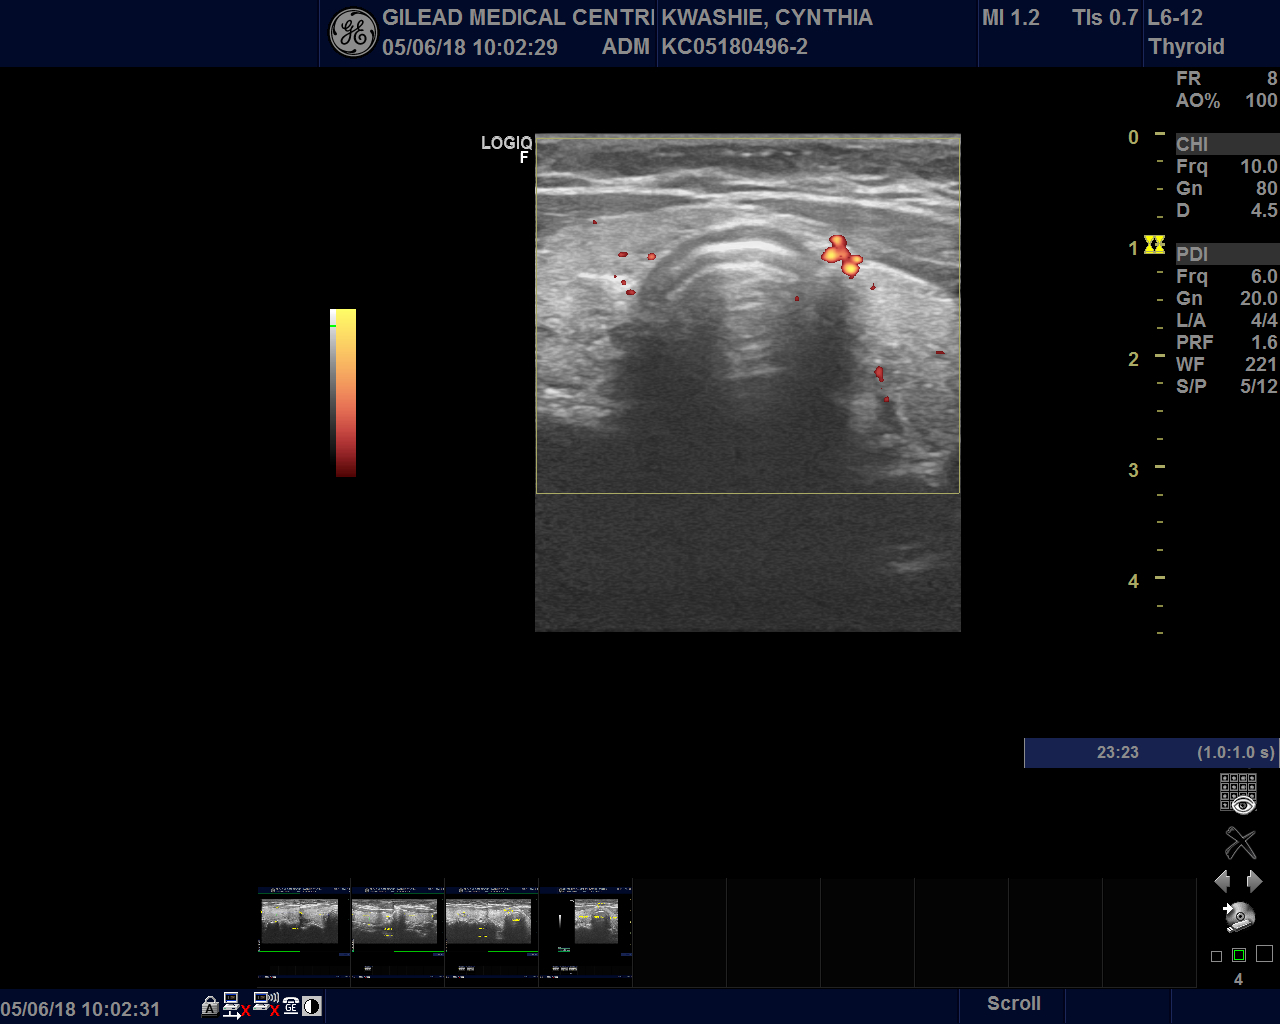 GILEAD MEDICAL CENTR
KWASHIE, CYNTHIA
MI 1.2
TIs 0.7
L6-12
05/06/18 10:02:29
ADM
KC05180496-2
Thyroid
FR 8
AO% 100
LOGIQ
F
CHI
Frq 10.0
Gn 80
D 4.5
PDI
Frq 6.0
Gn 20.0
L/A 4/4
PRF 1.6
WF 221
S/P 5/12
0
1
2
3
4
23:23 (1.0:1.0 s)
4
05/06/18 10:02:31
A
GE
Scroll